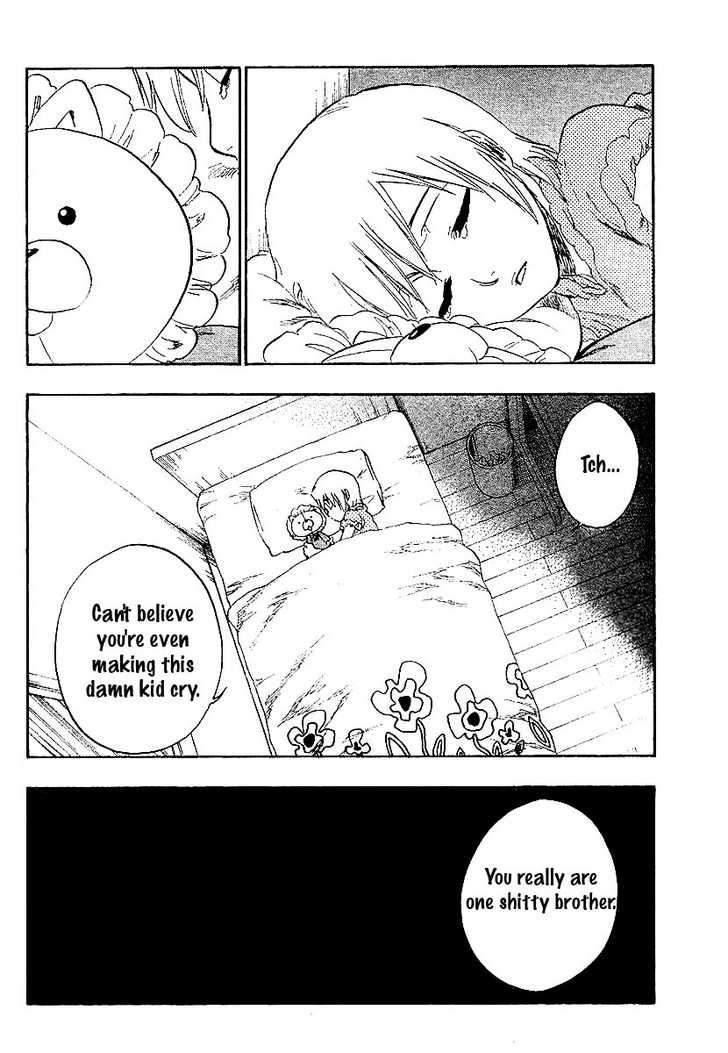 Tch...
Can't believe
you're even
making this
damn kid cry.
You really are
one shitty brother.